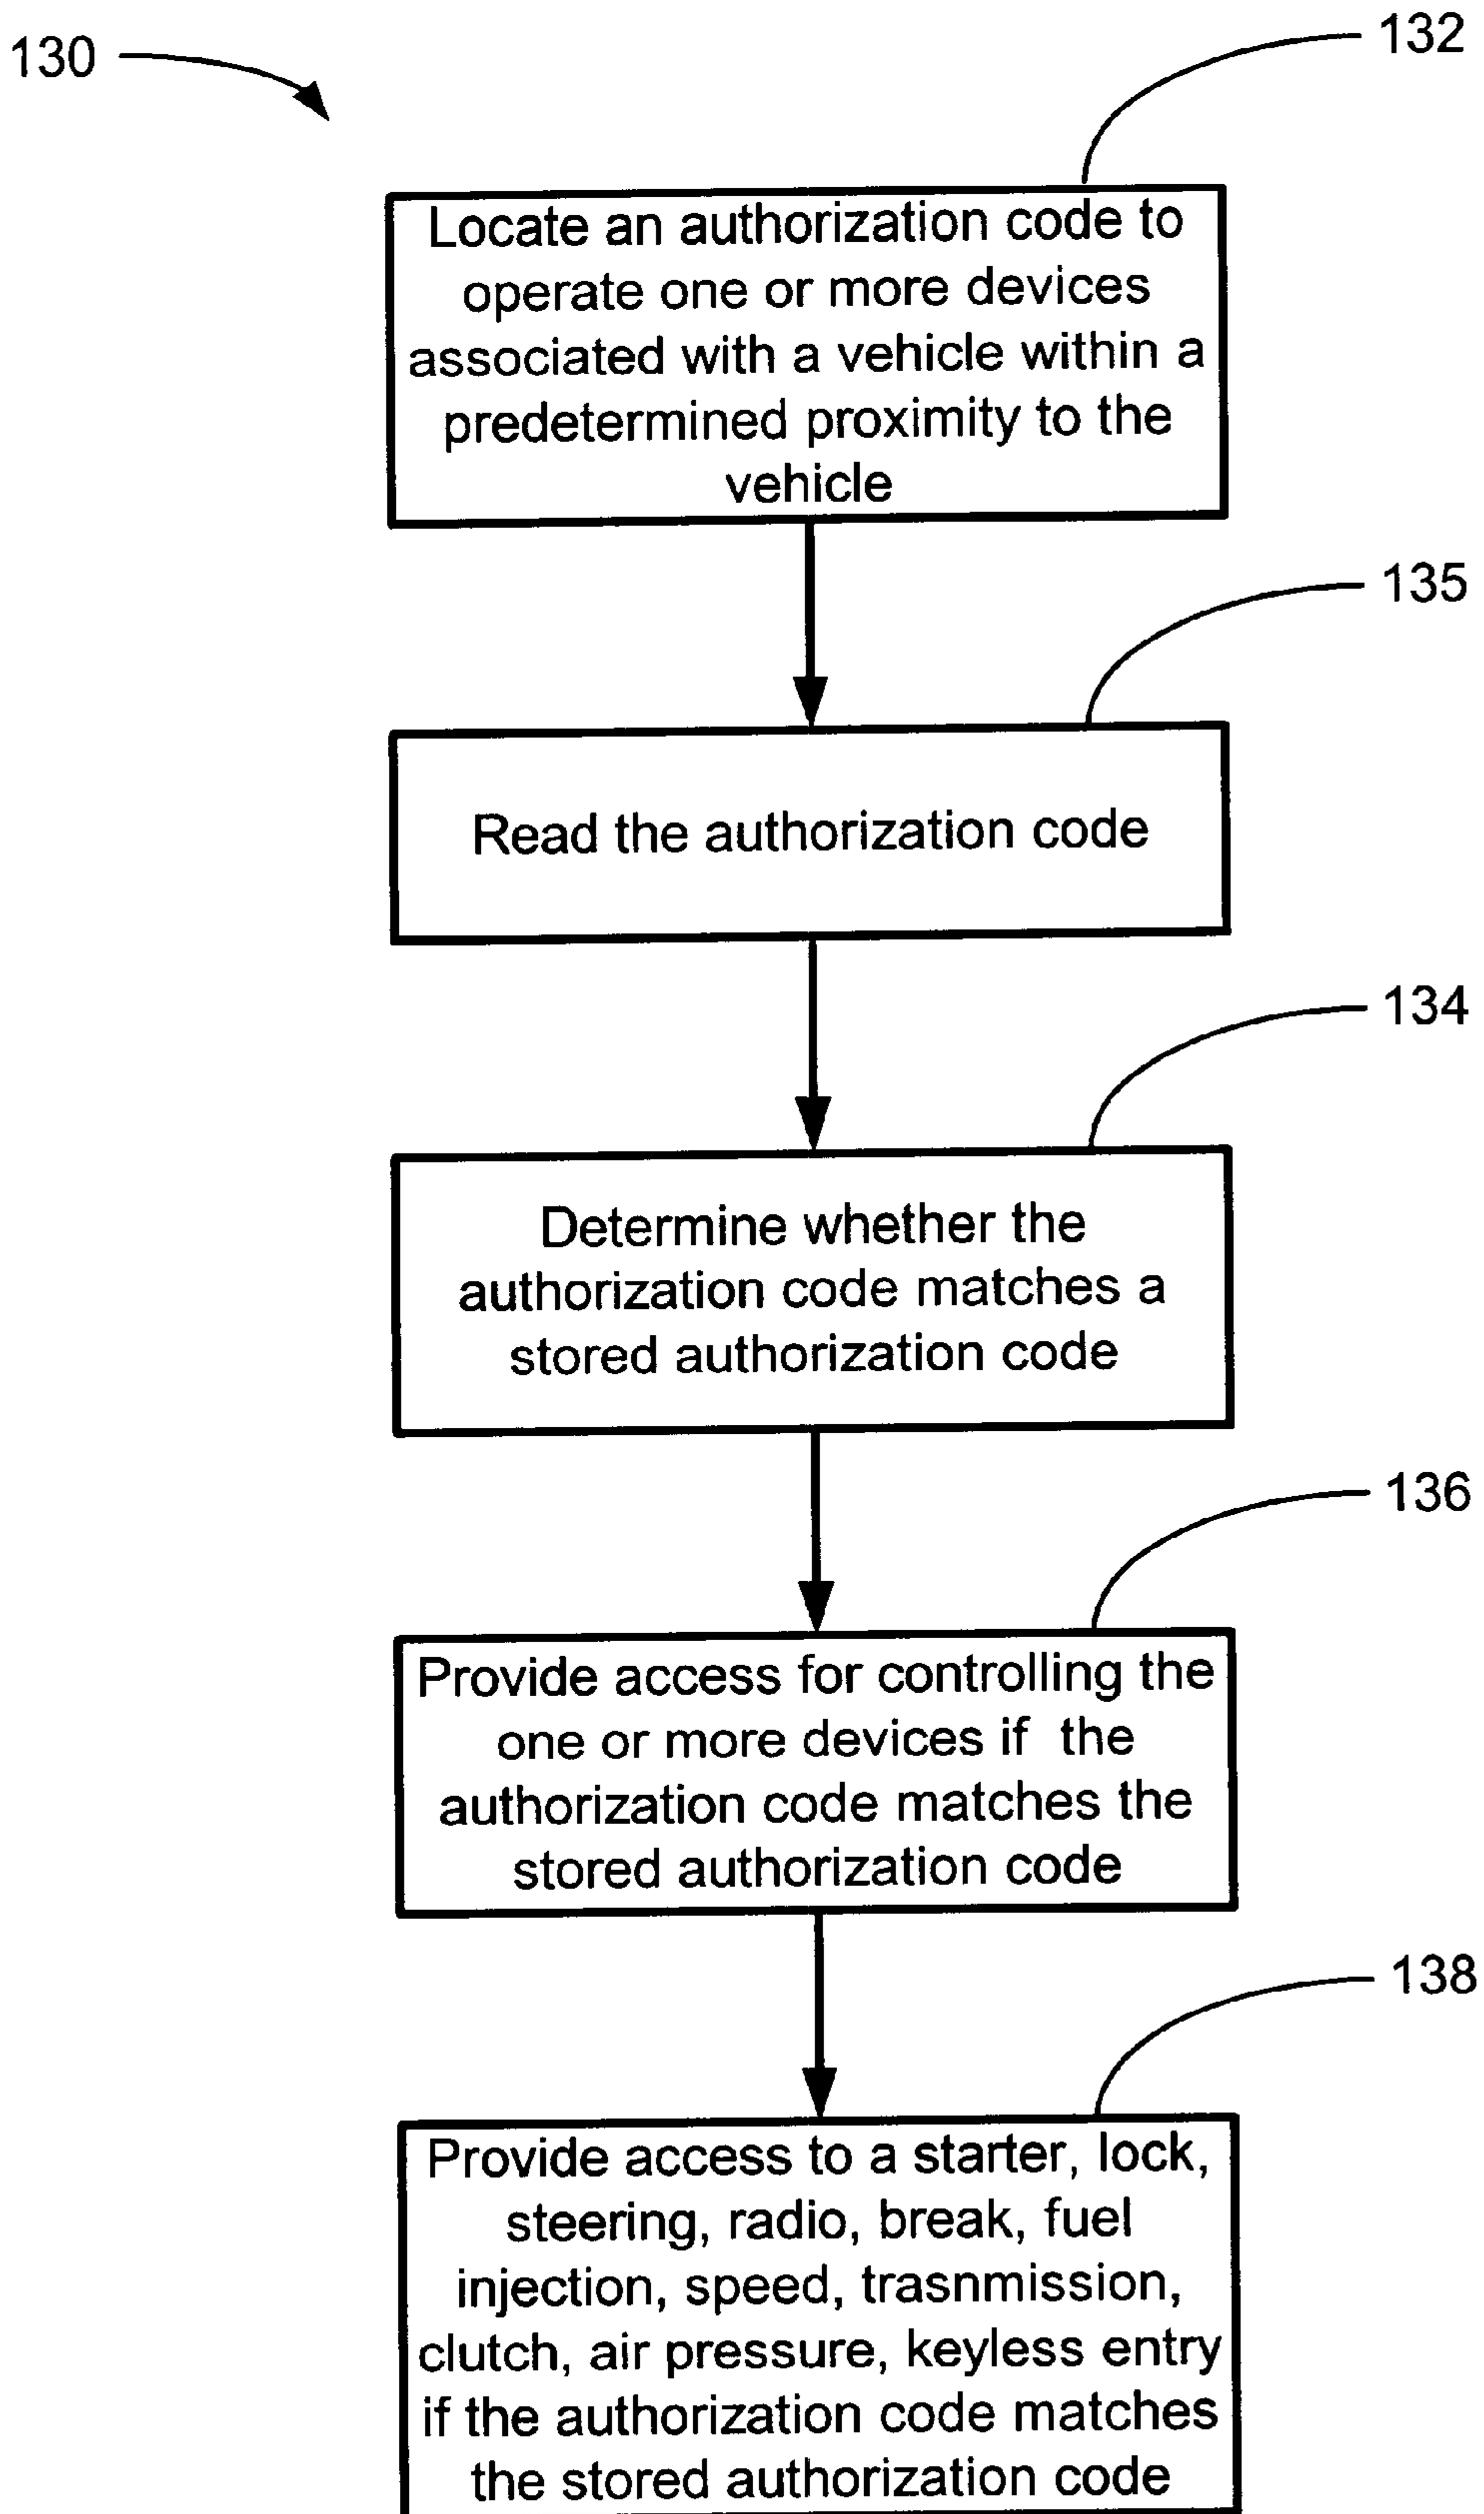 130
132
Locate an authorization code to
operate one or more devices
associated with a vehicle within a
predetermined proximity to the
vehicle
135
Read the authorization code
134
Determine whether the
authorization code matches a
stored authorization code
136
Provide access for controlling the
one or more devices if the
authorization code matches the
stored authorization code
138
Provide access to a starter, lock,
steering, radio, break, fuel
injection, speed, trasnmission,
clutch, air pressure, keyless entry
if the authorization code matches
the stored authorization code